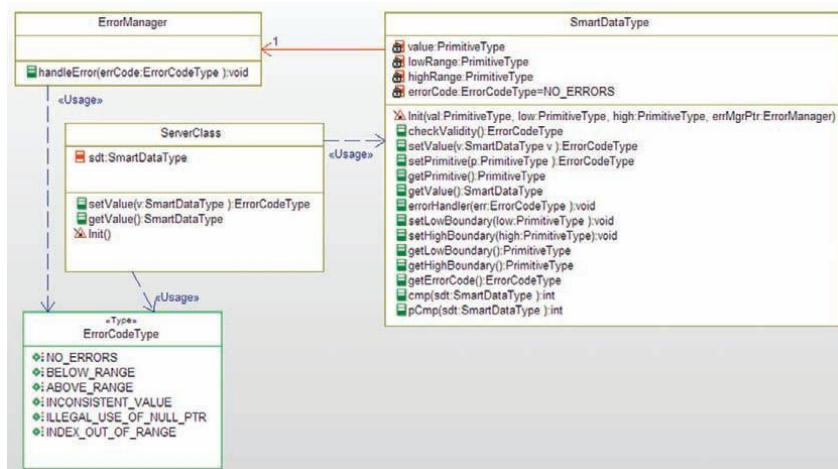 ErrorManager
handleError(errCode:ErrorCodeType ):void
SmartDataType
1
value:PrimitiveType
lowRange:PrimitiveType
highRange:PrimitiveType
errorCode:ErrorCodeType=NO_ERRORS
Init(val:PrimitiveType, low:PrimitiveType, high:PrimitiveType, errMgrPtr:ErrorManager)
checkValidity():ErrorCodeType
setValue(v:SmartDataType v ):ErrorCodeType
setPrimitive(p:PrimitiveType ):ErrorCodeType
getPrimitive():PrimitiveType
getValue():SmartDataType
errorHandler(err:ErrorCodeType ):void
setLowBoundary(low:PrimitiveType ):void
setHighBoundary(high:PrimitiveType):void
getLowBoundary():PrimitiveType
getHighBoundary():PrimitiveType
getErrorCode():ErrorCodeType
cmp(sdt:SmartDataType ):int
pCmp(sdt:SmartDataType ):int
«Usage»
ServerClass
sdt:SmartDataType
setValue(v:SmartDataType ):ErrorCodeType
getValue():SmartDataType
Init()
«Usage»
«Usage»
«Type»
ErrorCodeType
NO_ERRORS
BELOW_RANGE
ABOVE_RANGE
INCONSISTENT_VALUE
ILLEGAL_USE_OF_NULL_PTR
INDEX_OUT_OF_RANGE